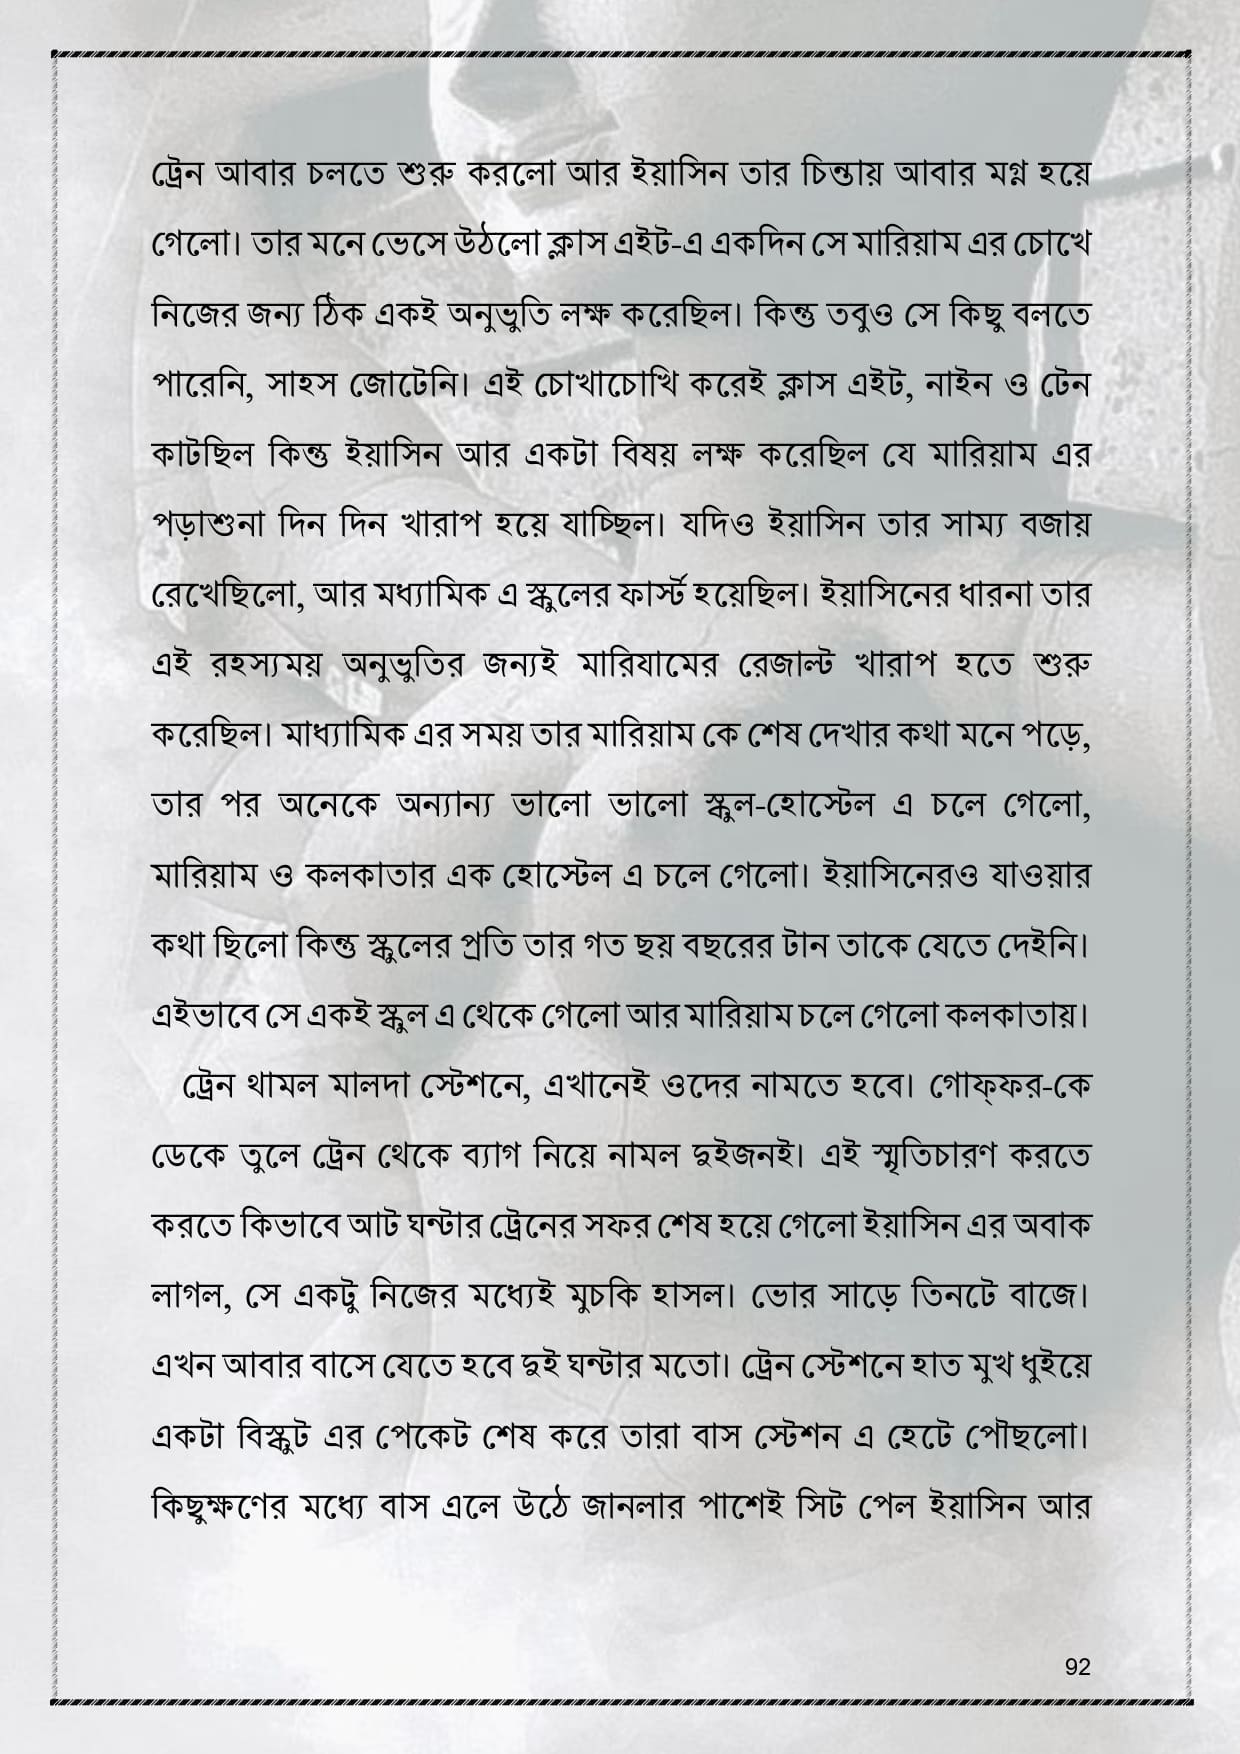 ট্রেন আবার চলতে শুরু করলো আর ইয়াসিন তার চিন্তায় আবার মগ্ন হয়ে
গেলো। তার মনে ভেসে উঠলো ক্লাস এইট-এ একদিন সে মারিয়াম এর চোখে
নিজের জন্য ঠিক একই অনুভুতি লক্ষ করেছিল। কিন্তু তবুও সে কিছু বলতে
পারেনি, সাহস জোটেনি। এই চোখাচোখি করেই ক্লাস এইট, নাইন ও টেন
কাটছিল কিন্তু ইয়াসিন আর একটা বিষয় লক্ষ করেছিল যে মারিয়াম এর
পড়াশুনা দিন দিন খারাপ হয়ে যাচ্ছিল। যদিও ইয়াসিন তার সাম্য বজায়
রেখেছিলো, আর মধ্যামিক এ স্কুলের ফার্স্ট হয়েছিল। ইয়াসিনের ধারনা তার
এই রহস্যময় অনুভুতির জন্যই মারিযামের রেজাল্ট খারাপ হতে শুরু
করেছিল। মাধ্যামিক এর সময় তার মারিয়াম কে শেষ দেখার কথা মনে পড়ে,
তার পর অনেকে অন্যান্য ভালো ভালো স্কুল-হোস্টেল এ চলে গেলো,
মারিয়াম ও কলকাতার এক হোস্টেল এ চলে গেলো। ইয়াসিনেরও যাওয়ার
কথা ছিলো কিন্তু স্কুলের প্রতি তার গত ছয় বছরের টান তাকে যেতে দেইনি।
এইভাবে সে একই স্কুল এ থেকে গেলো আর মারিয়াম চলে গেলো কলকাতায়।
ট্রেন থামল মালদা স্টেশনে, এখানেই ওদের নামতে হবে। গোফ্ফর-কে
ডেকে তুলে ট্রেন থেকে ব্যাগ নিয়ে নামল দুইজনই। এই স্মৃতিচারণ করতে
করতে কিভাবে আট ঘন্টার ট্রেনের সফর শেষ হয়ে গেলো ইয়াসিন এর অবাক
লাগল, সে একটু নিজের মধ্যেই মুচকি হাসল। ভোর সাড়ে তিনটে বাজে।
এখন আবার বাসে যেতে হবে দুই ঘন্টার মতো। ট্রেন স্টেশনে হাত মুখ ধুইয়ে
একটা বিস্কুট এর পেকেট শেষ করে তারা বাস স্টেশন এ হেটে পৌছলো।
কিছুক্ষণের মধ্যে বাস এলে উঠে জানলার পাশেই সিট পেল ইয়াসিন আর
92